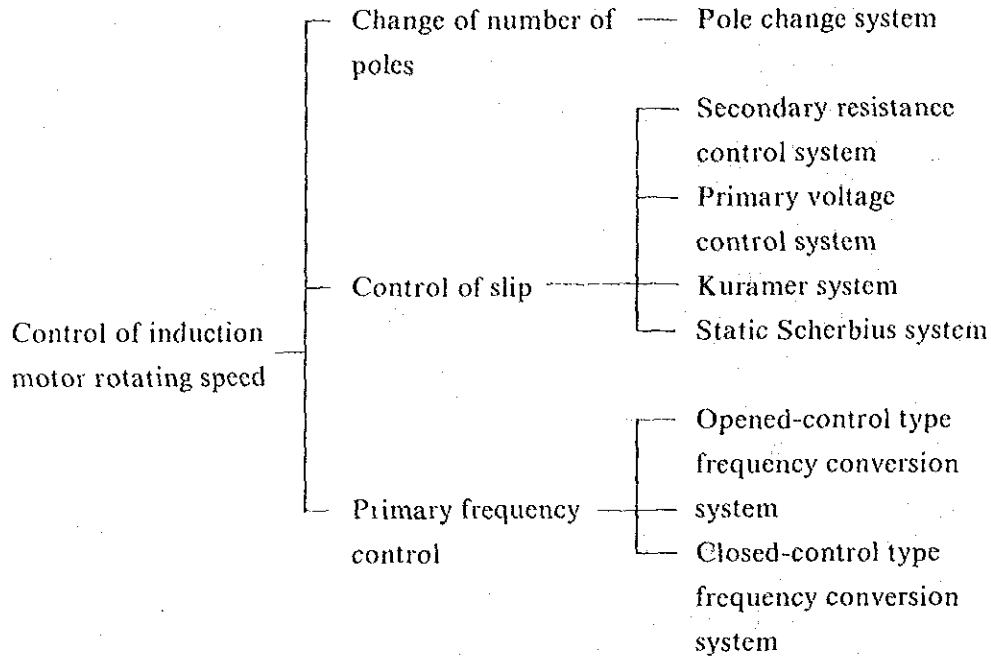 Change of number of
poles
Pole change system
Secondary resistance
control system
Primary voltage
control system
Control of slip
Kuramer system
Static Scherbius system
Control of induction
motor rotating speed
Opened-control type
frequency conversion
system
Primary frequency
control
Closed-control type
frequency conversion
system